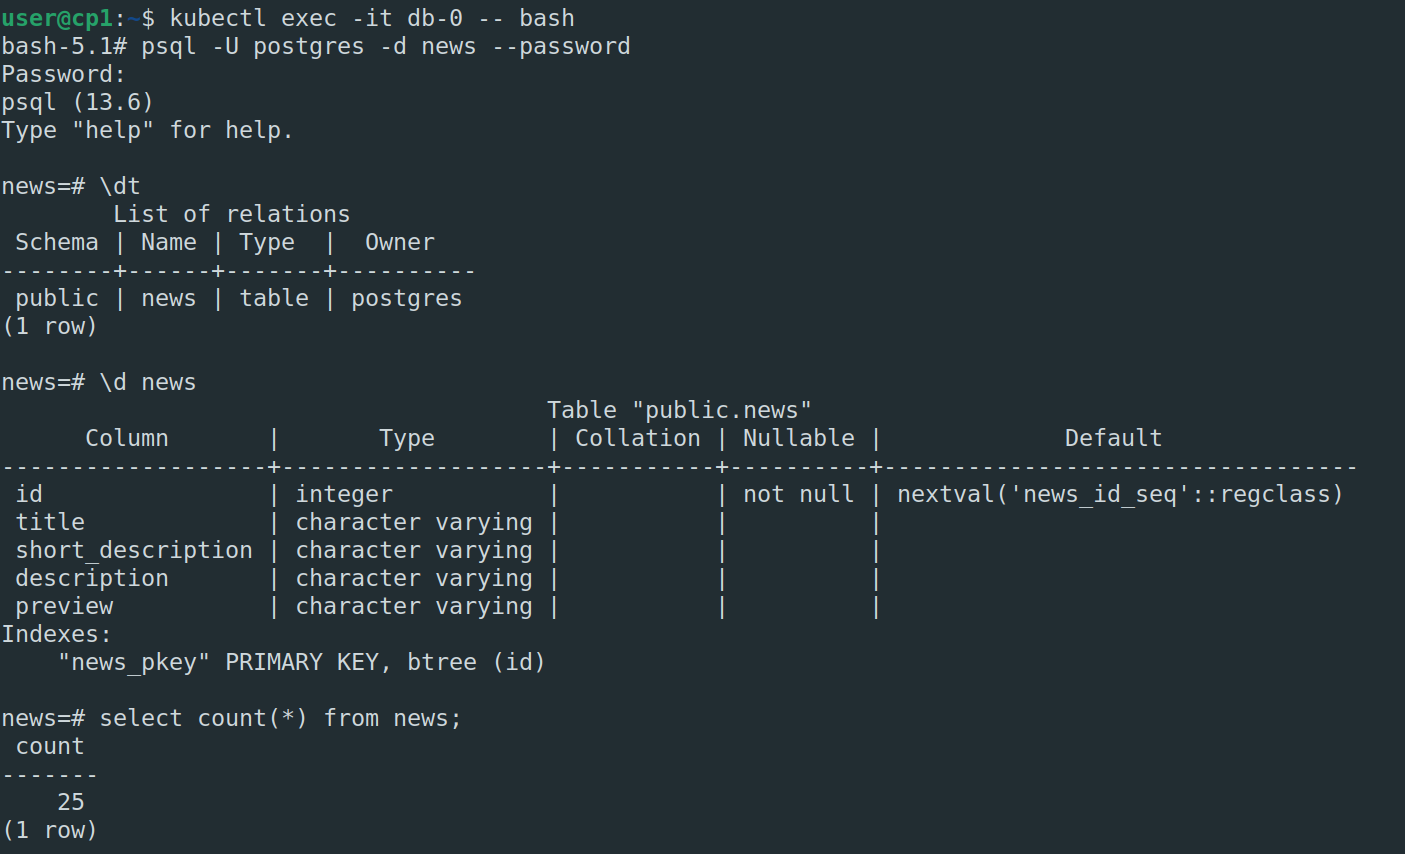 user@cp1:~$ kubectl exec -it db-0 -- bash
bash-5.1# psql -U postgres -d news --password
Password:
psql (13.6)
Type "help" for help.

news=# \dt
        List of relations
 Schema | Name | Type  |  Owner
--------+------+-------+----------
 public | news | table | postgres
(1 row)

news=# \d news
                                       Table "public.news"
      Column       |       Type        | Collation | Nullable |             Default
-------------------+-------------------+-----------+----------+----------------------------------
 id                | integer           |           | not null | nextval('news_id_seq'::regclass)
 title             | character varying |           |          |
 short_description | character varying |           |          |
 description       | character varying |           |          |
 preview           | character varying |           |          |
Indexes:
    "news_pkey" PRIMARY KEY, btree (id)

news=# select count(*) from news;
 count
-------
    25
(1 row)